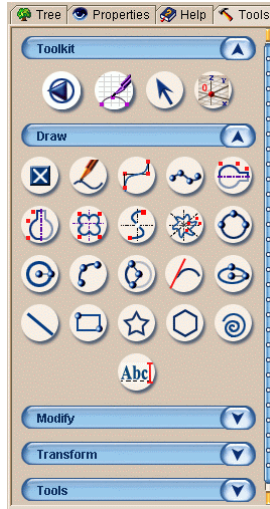 Tree Properties Help Tools
Toolkit
Draw
Abc
Modify
Transform
Tools